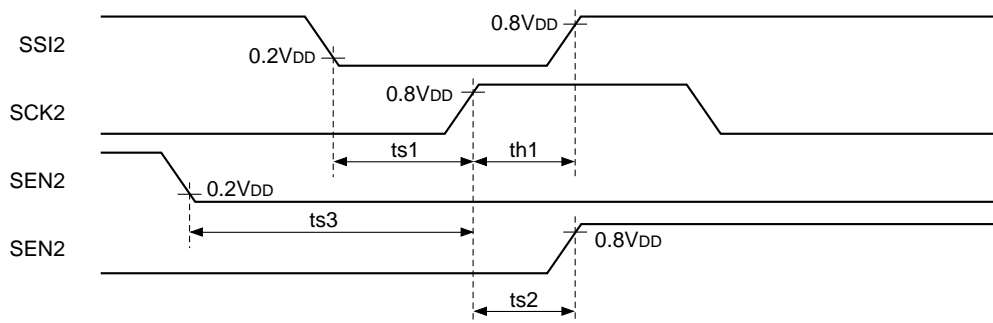 SSI2
0.8VDD
0.2VDD
SCK2
0.8VDD
ts1
th1
SEN2
0.2VDD
ts3
SEN2
0.8VDD
ts2